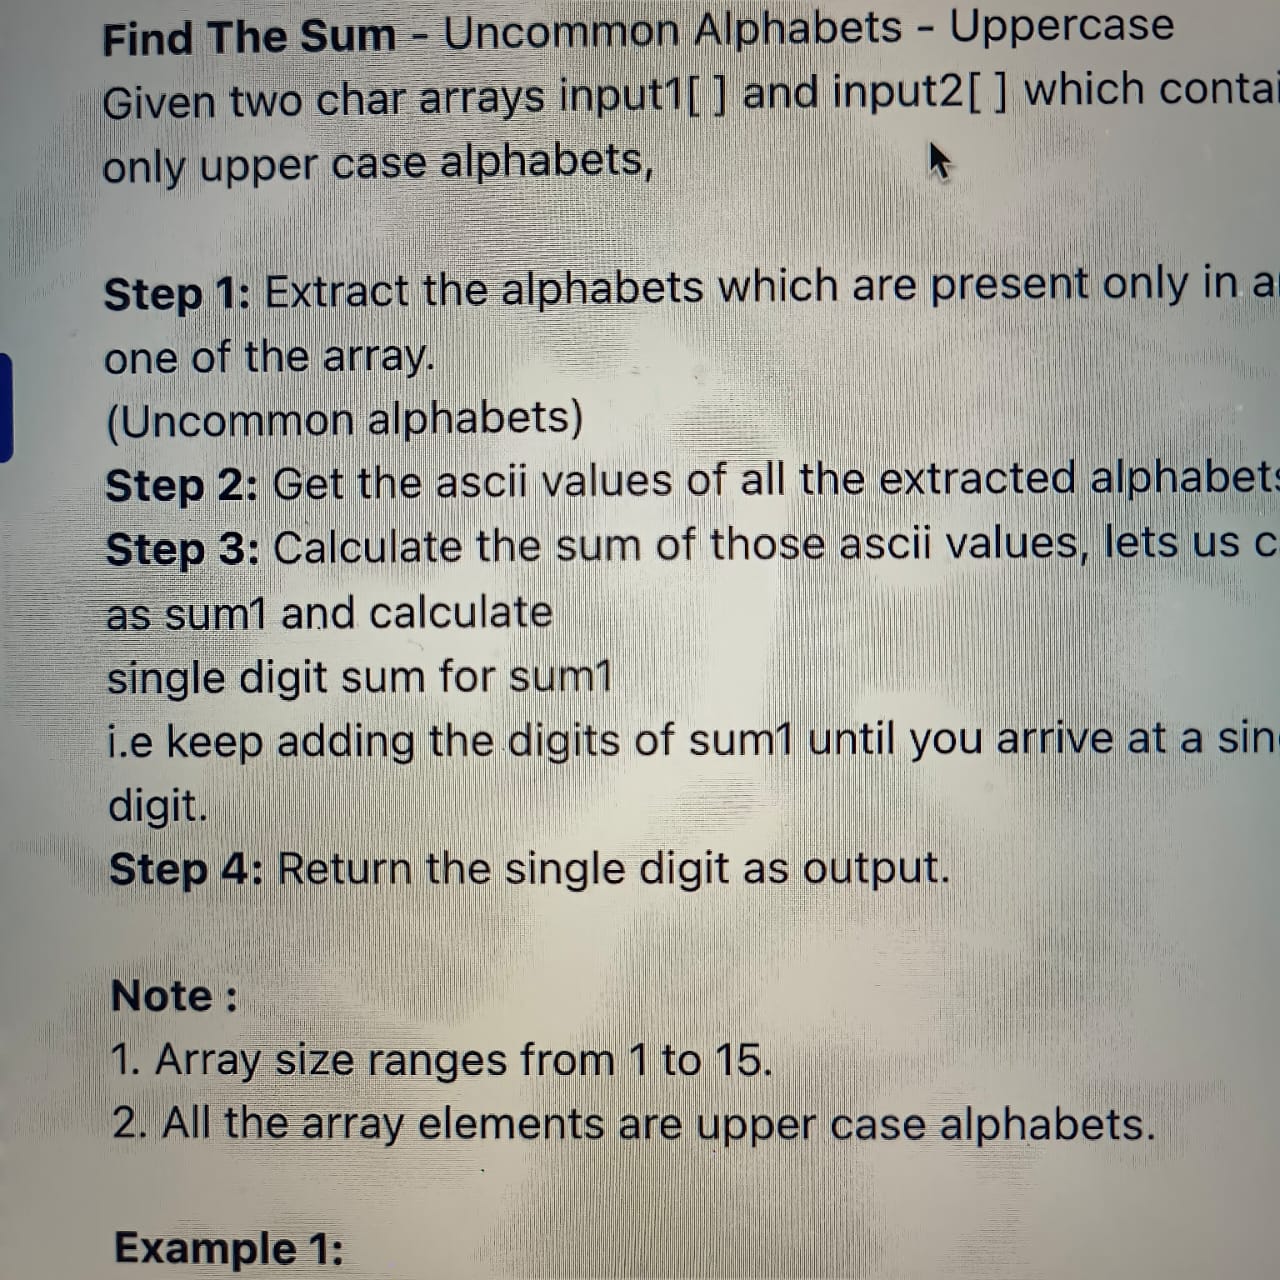 Find The Sum - Uncommon Alphabets - Uppercase
Given two char arrays input1[ ] and input2[ ] which
only upper case alphabets,
Step 1: Extract the alphabets which are present only in
one of the array.
(Uncommon alphabets)
Step 2: Get the ascii values of all the extracted
Step 3: Calculate the sum of those ascii values, lets us
as sum1 and calculate
single digit sum for sum1
i.e keep adding the digits of sum1 until you arrive at a
digit.
Step 4: Return the single digit as output.
Note :
1. Array size ranges from 1 to 15.
2. All the array elements are upper case alphabets.
Example 1: